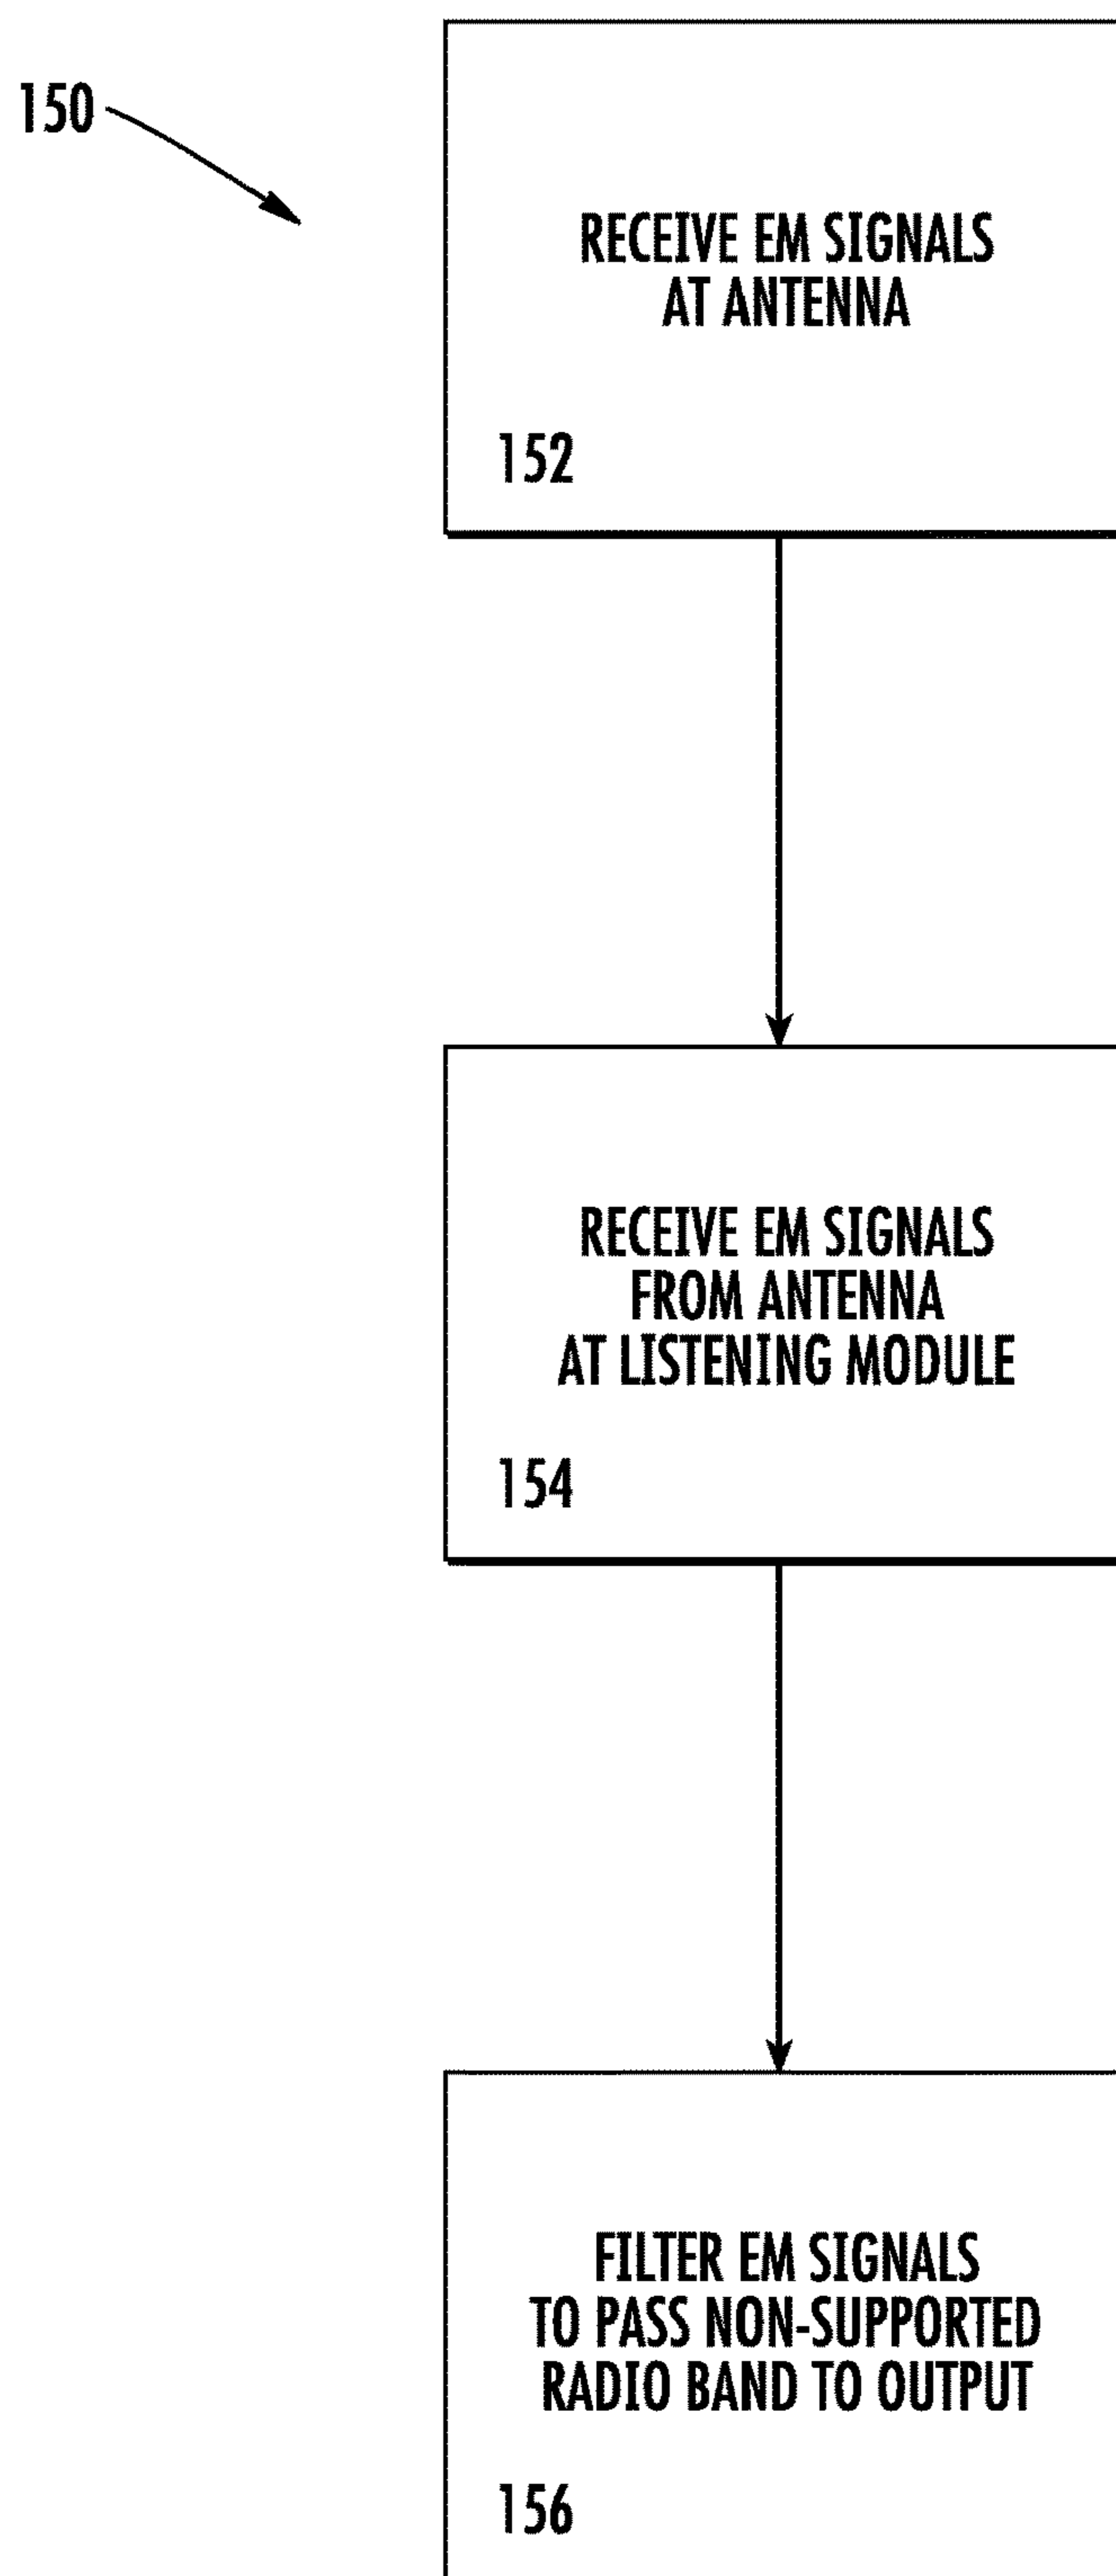 150
RECEIVE EM SIGNALS
AT ANTENNA
152
RECEIVE EM SIGNALS
FROM ANTENNA
AT LISTENING MODULE
154
FILTER EM SIGNALS
TO PASS NON-SUPPORTED
RADIO BAND TO OUTPUT
156